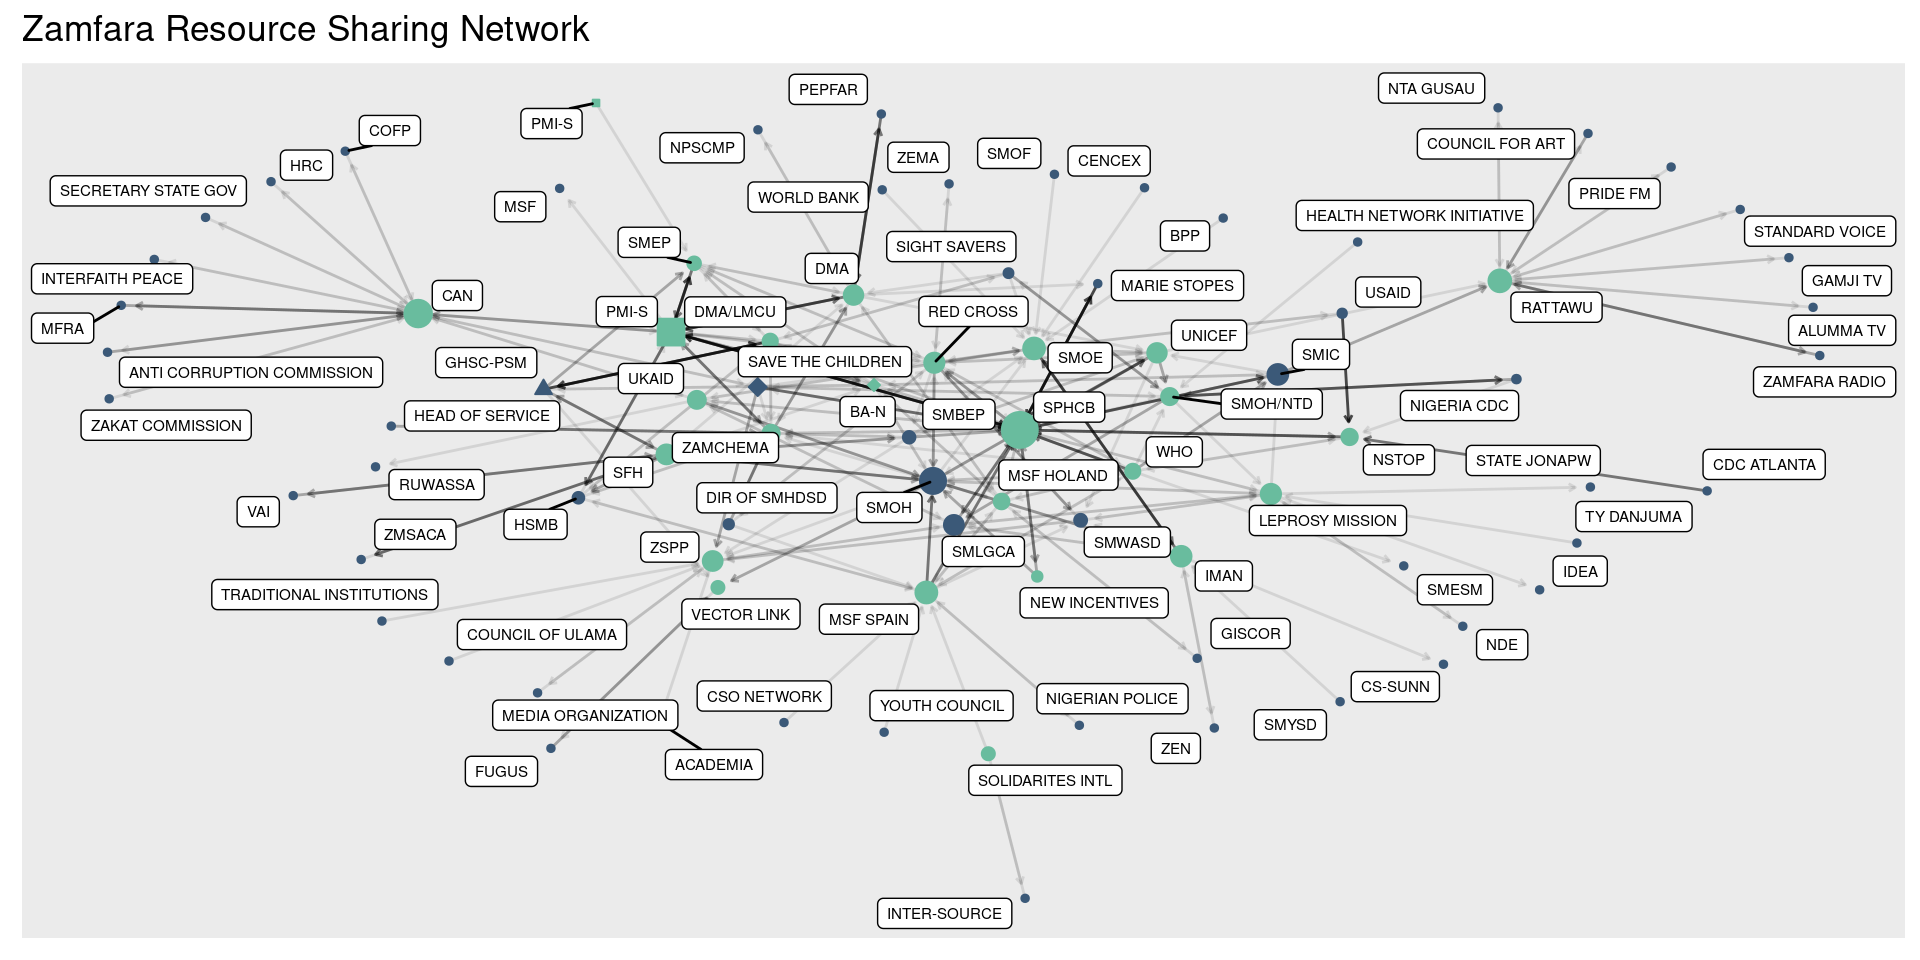 Zamfara Resource Sharing Network
PEPFAR
NTA GUSAU
PMI-S
COFP
COUNCIL FOR ART
NPSCMP
ZEMA
SMOF
CENCEX
HRC
SECRETARY STATE GOV
PRIDE FM
WORLD BANK
MSF
HEALTH NETWORK INITIATIVE
STANDARD VOICE
BPP
SMEP
SIGHT SAVERS
DMA
INTERFAITH PEACE
GAMJI TV
MARIE STOPES
USAID
CAN
RATTAWU
PMI-S
DMA/LMCU
RED CROSS
MFRA
ALUMMA TV
UNICEF
SMIC
SMOE
GHSC-PSM
SAVE THE CHILDREN
ANTI CORRUPTION COMMISSION
UKAID
ZAMFARA RADIO
SMOH/NTD
NIGERIA CDC
SPHCB
BA-N
SMBEP
HEAD OF SERVICE
ZAKAT COMMISSION
ZAMCHEMA
WHO
NSTOP
STATE JONAPW
CDC ATLANTA
SFH
MSF HOLAND
RUWASSA
DIR OF SMHDSD
SMOH
VAI
TY DANJUMA
LEPROSY MISSION
HSMB
ZMSACA
SMWASD
ZSPP
SMLGCA
IDEA
IMAN
SMESM
TRADITIONAL INSTITUTIONS
NEW INCENTIVES
VECTOR LINK
MSF SPAIN
COUNCIL OF ULAMA
GISCOR
NDE
CS-SUNN
CSO NETWORK
NIGERIAN POLICE
YOUTH COUNCIL
MEDIA ORGANIZATION
SMYSD
ZEN
ACADEMIA
FUGUS
SOLIDARITES INTL
INTER-SOURCE